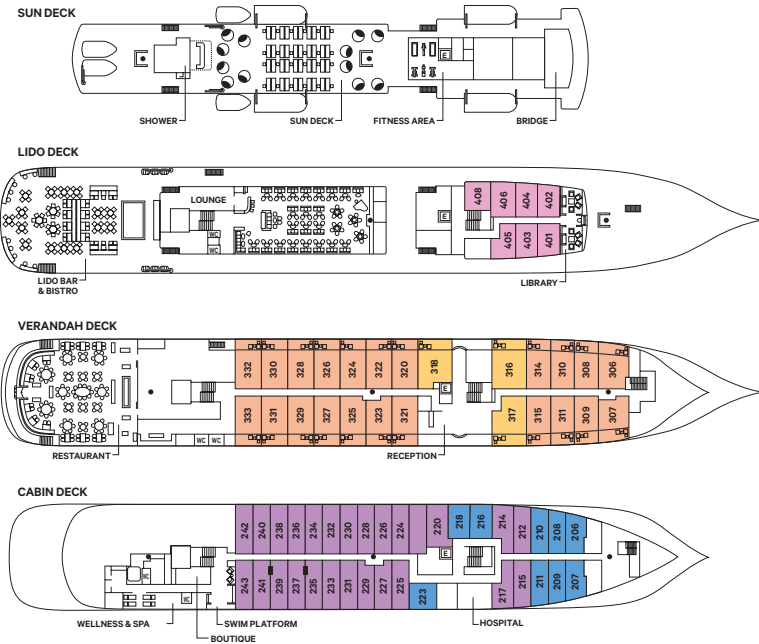 SUN DECK
E
SHOWER
SUN DECK
FITNESS AREA
BRIDGE
LIDO DECK
LOUNGE
WC
WC
E
408
406
404
402
405
403
401
LIDO BAR
& BISTRO
LIBRARY
VERANDAH DECK
332
330
328
326
324
322
320
318
316
314
310
308
306
E
333
331
329
327
325
323
321
317
315
311
309
307
WC
WC
RESTAURANT
RECEPTION
CABIN DECK
242
240
238
236
234
232
230
228
226
224
220
218
216
214
212
210
208
206
E
WC
243
241
239
237
235
233
231
229
227
225
223
217
215
211
209
207
WC
WELLNESS & SPA
SWIM PLATFORM
BOUTIQUE
HOSPITAL